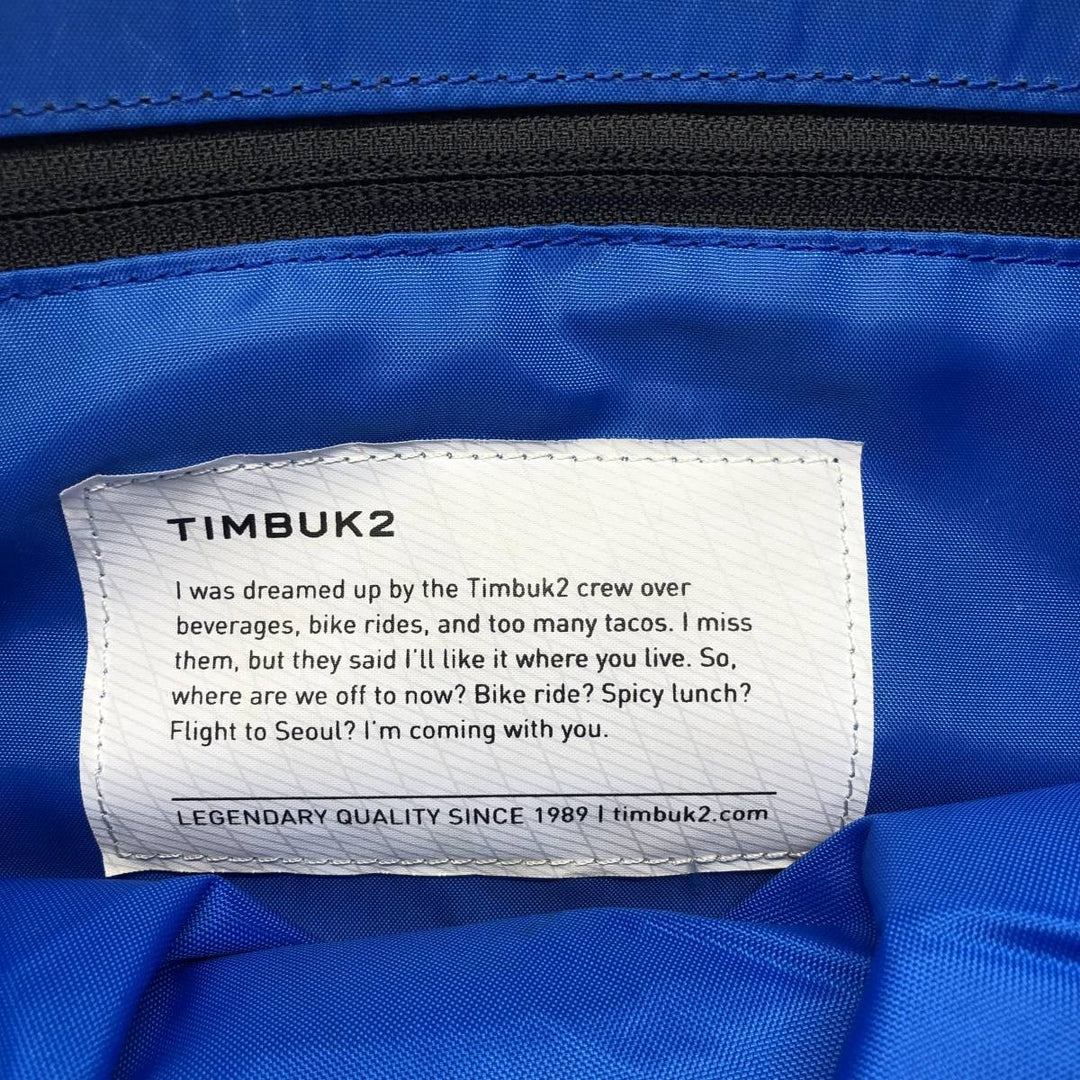 TIMBUK2
I was dreamed up by the Timbuk2 crew over
beverages, bike rides, and too many tacos. I miss
them, but they said I'll like it where you live. So,
where are we off to now? Bike ride? Spicy lunch?
Flight to Seoul? I'm coming with you.
LEGENDARY QUALITY SINCE 1989 | timbuk2.com